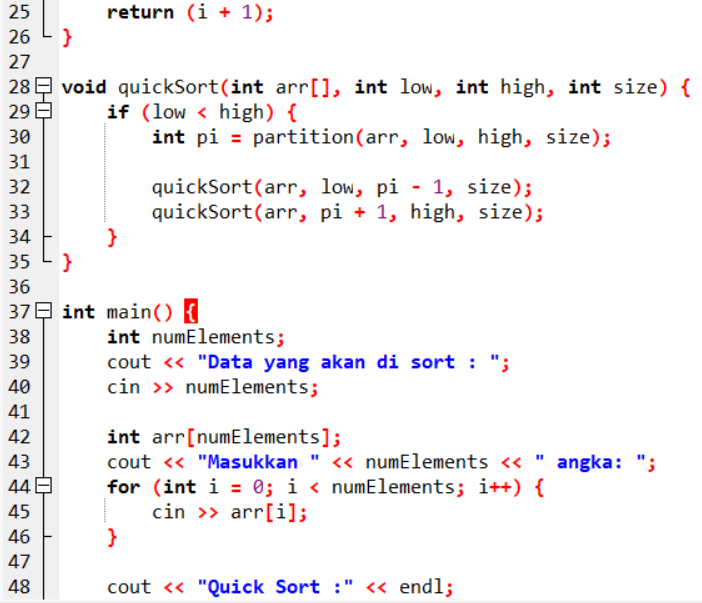 25 return (i + 1);
26 }
27
28 void quickSort(int arr[], int low, int high, int size) {
29 if (low < high) {
30 int pi = partition(arr, low, high, size);
31
32 quickSort(arr, low, pi - 1, size);
33 quickSort(arr, pi + 1, high, size);
34 }
35 }
36
37 int main() {
38 int numElements;
39 cout << "Data yang akan di sort : ";
40 cin >> numElements;
41
42 int arr[numElements];
43 cout << "Masukkan " << numElements << " angka: ";
44 for (int i = 0; i < numElements; i++) {
45 cin >> arr[i];
46 }
47
48 cout << "Quick Sort :" << endl;